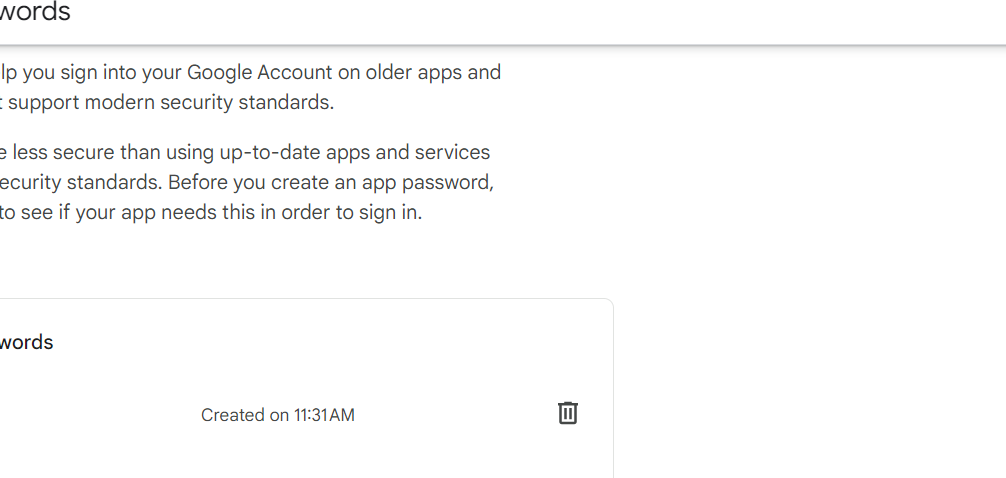 words
lp you sign into your Google Account on older apps and
t support modern security standards.
e less secure than using up-to-date apps and services
ecurity standards. Before you create an app password,
to see if your app needs this in order to sign in.
words
Created on 11:31 AM